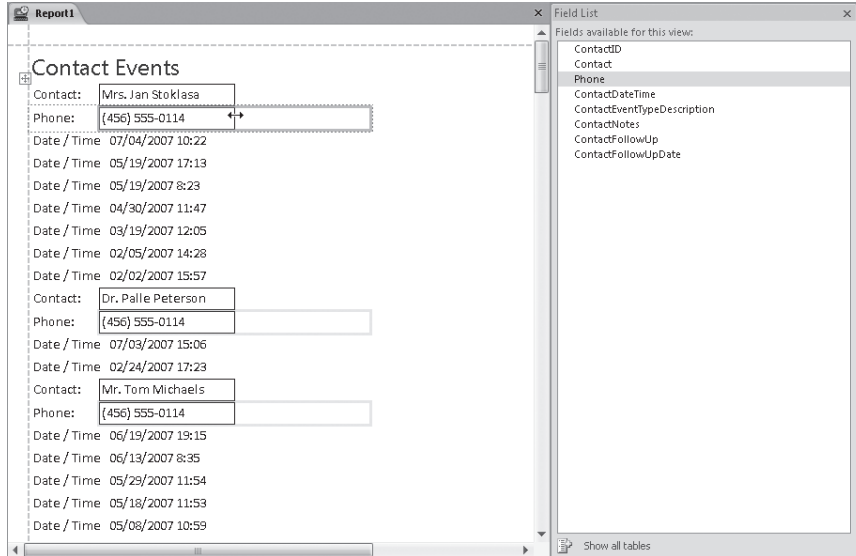 Report1
Contact Events
Contact: Mrs. Jan Stoklasa
Phone: (456) 555-0114
Date / Time 07/04/2007 10:22
Date / Time 05/19/2007 17:13
Date / Time 05/19/2007 8:23
Date / Time 04/30/2007 11:47
Date / Time 03/19/2007 12:05
Date / Time 02/05/2007 14:28
Date / Time 02/02/2007 15:57
Contact: Dr. Palle Peterson
Phone: (456) 555-0114
Date / Time 07/03/2007 15:06
Date / Time 02/24/2007 17:23
Contact: Mr. Tom Michaels
Phone: (456) 555-0114
Date / Time 06/19/2007 19:15
Date / Time 06/13/2007 8:35
Date / Time 05/29/2007 11:54
Date / Time 05/18/2007 11:53
Date / Time 05/08/2007 10:59
Field List
Fields available for this view:
ContactID
Contact
Phone
ContactDateTime
ContactEventTypeDescription
ContactNotes
ContactFollowUp
ContactFollowUpDate
Show all tables